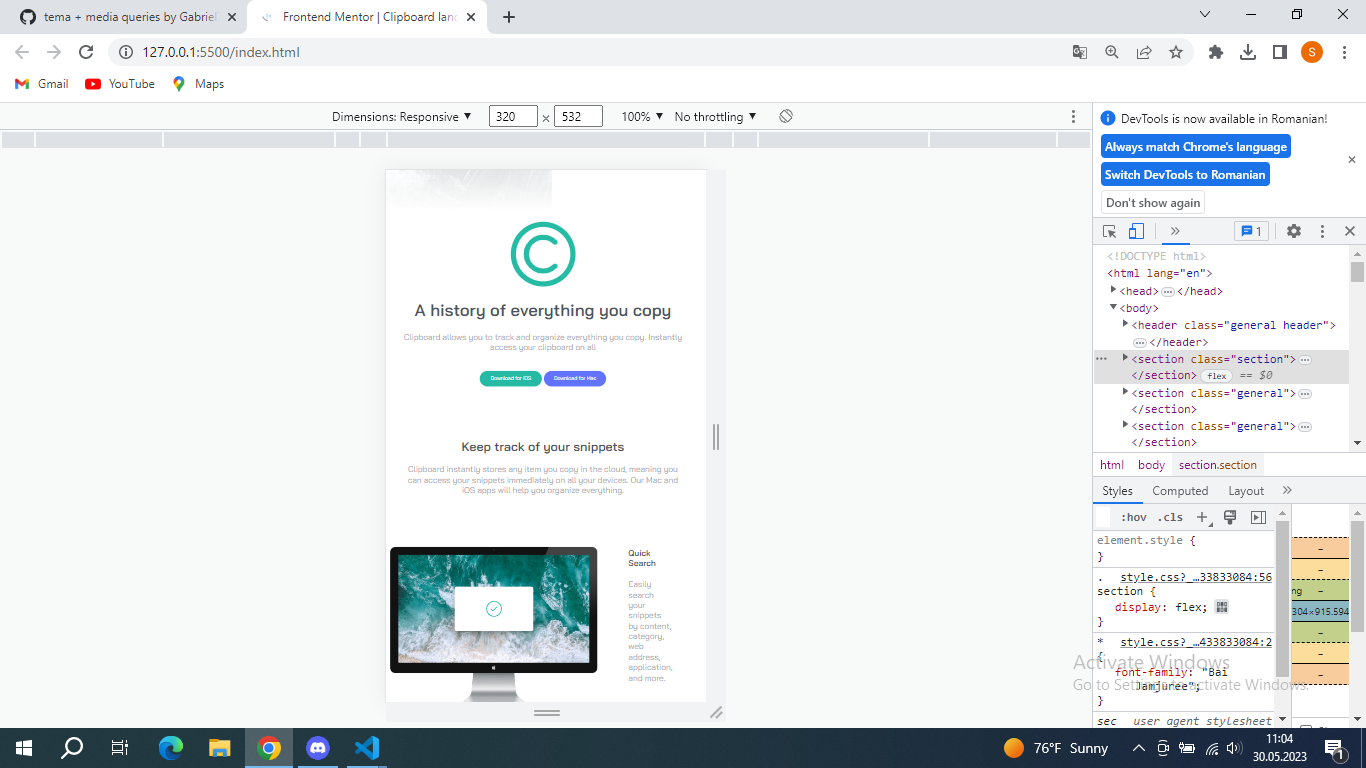 tema + media queries by Gabriel
Frontend Mentor | Clipboard land
127.0.0.1:5500/index.html
S
Gmail
YouTube
Maps
Dimensions: Responsive ▼ 320 × 532 100% ▼ No throttling ▼
DevTools is now available in Romanian!
Always match Chrome's language
Switch DevTools to Romanian
Don't show again
A history of everything you copy
Clipboard allows you to track and organize everything you copy. Instantly
access your clipboard on all
Download for iOS
Download for Mac
Keep track of your snippets
Clipboard instantly stores any item you copy in the cloud, meaning you
can access your snippets immediately on all your devices. Our Mac and
iOS apps will help you organize everything.
Quick
Search
Easily
search
your
snippets
by content,
category,
web
address,
application,
and more.
» 1
<!DOCTYPE html>
<html lang="en">
▶<head>…</head>
▼<body>
▶<header class="general header">
…</header>
… ▶<section class="section">…
</section> flex == $0
▶<section class="general">…
</section>
▶<section class="general">…
</section>
html body section.section
Styles Computed Layout »
:hov .cls +
element.style {
}
. style.css?_…33833084:56
section {
display: flex;
}
* style.css?_…433833084:2
{
font-family: "Bai
Jamjuree";
}
sec user agent stylesheet
–
–
ng –
304×915.594
–
–
–
Activate Windows
Go to Settings to activate Windows.
76°F Sunny
11:04
30.05.2023
1